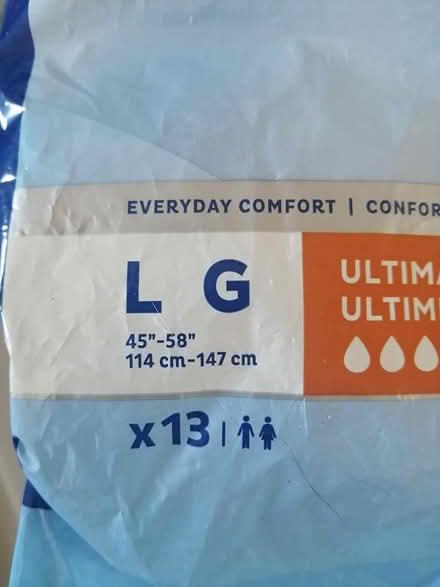 EVERYDAY COMFORT | CONFOR
L G
45"-58"
114 cm-147 cm
ULTIMA
ULTIM
x13 |